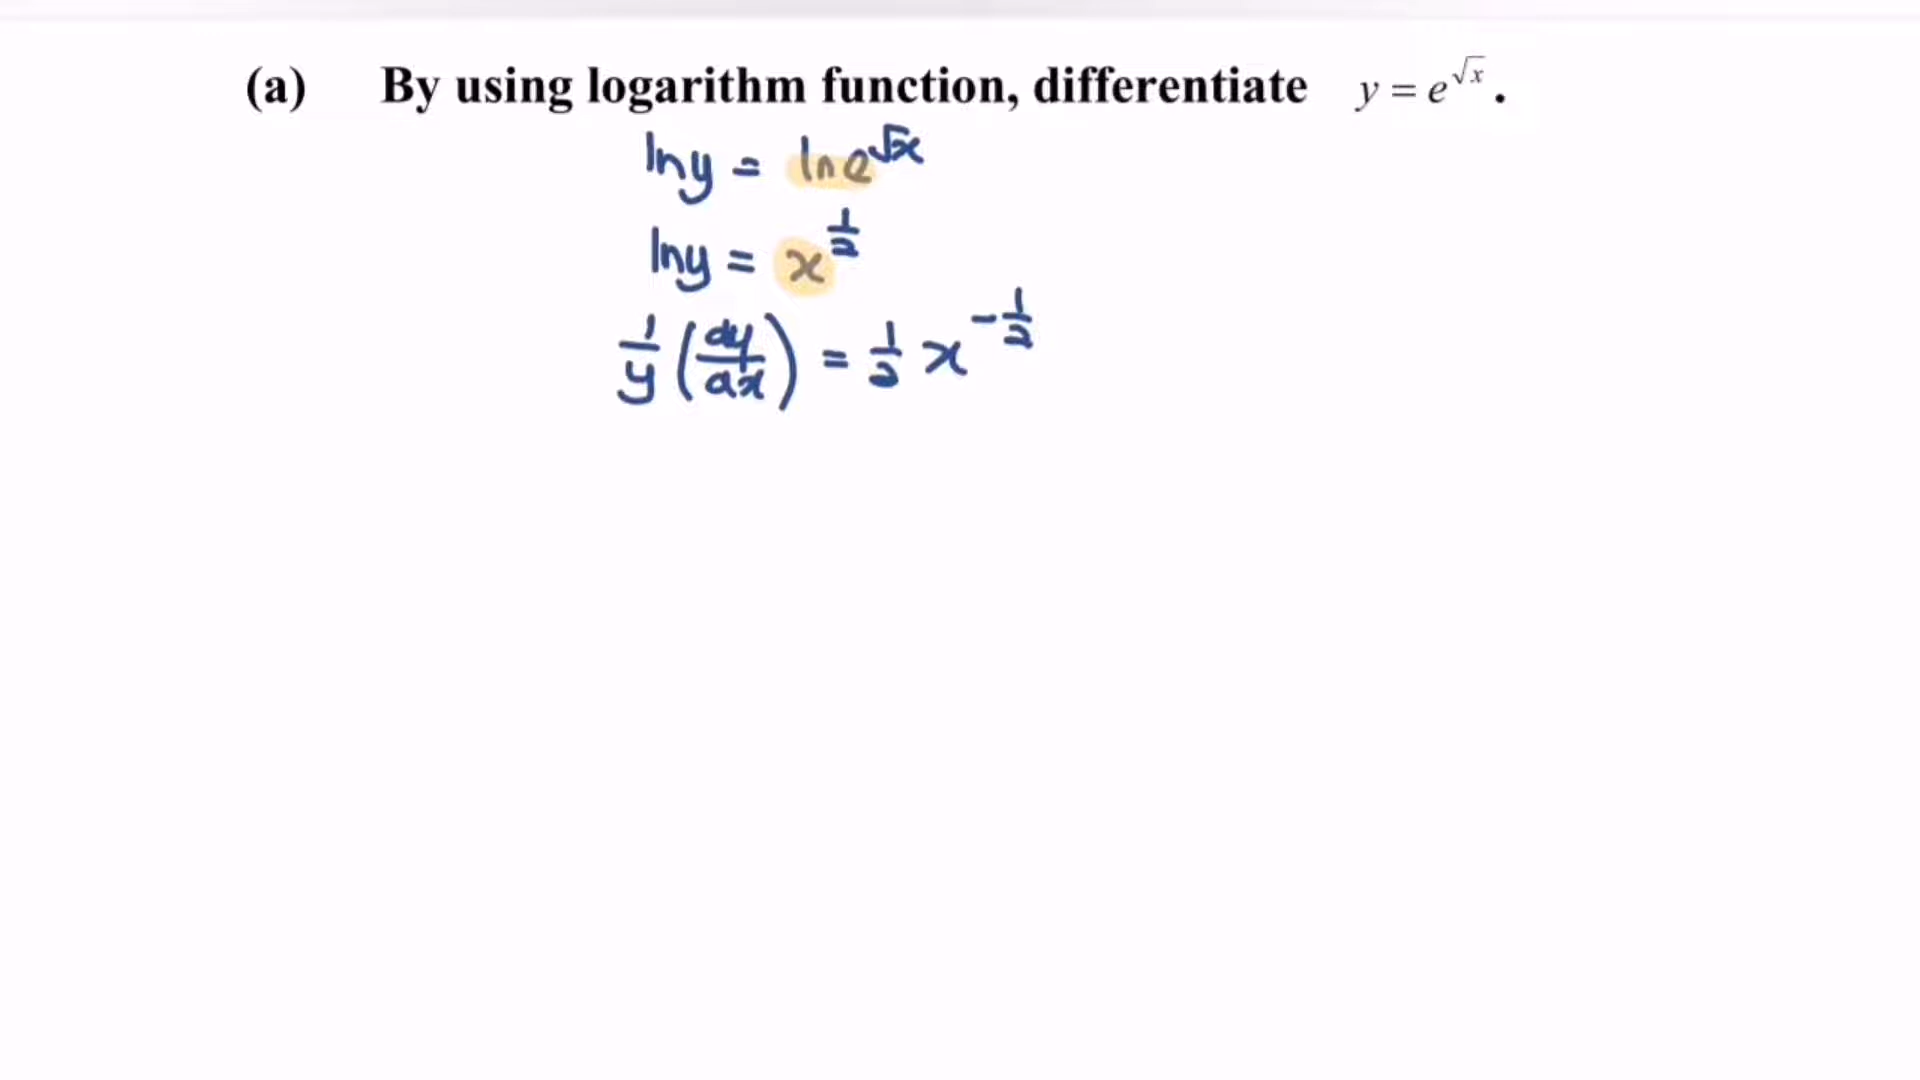 (a) By using logarithm function, differentiate y = e^√x.
ln y = ln e^√x
ln y = x^(1/2)
1/y (dy/dx) = 1/2 x^(-1/2)